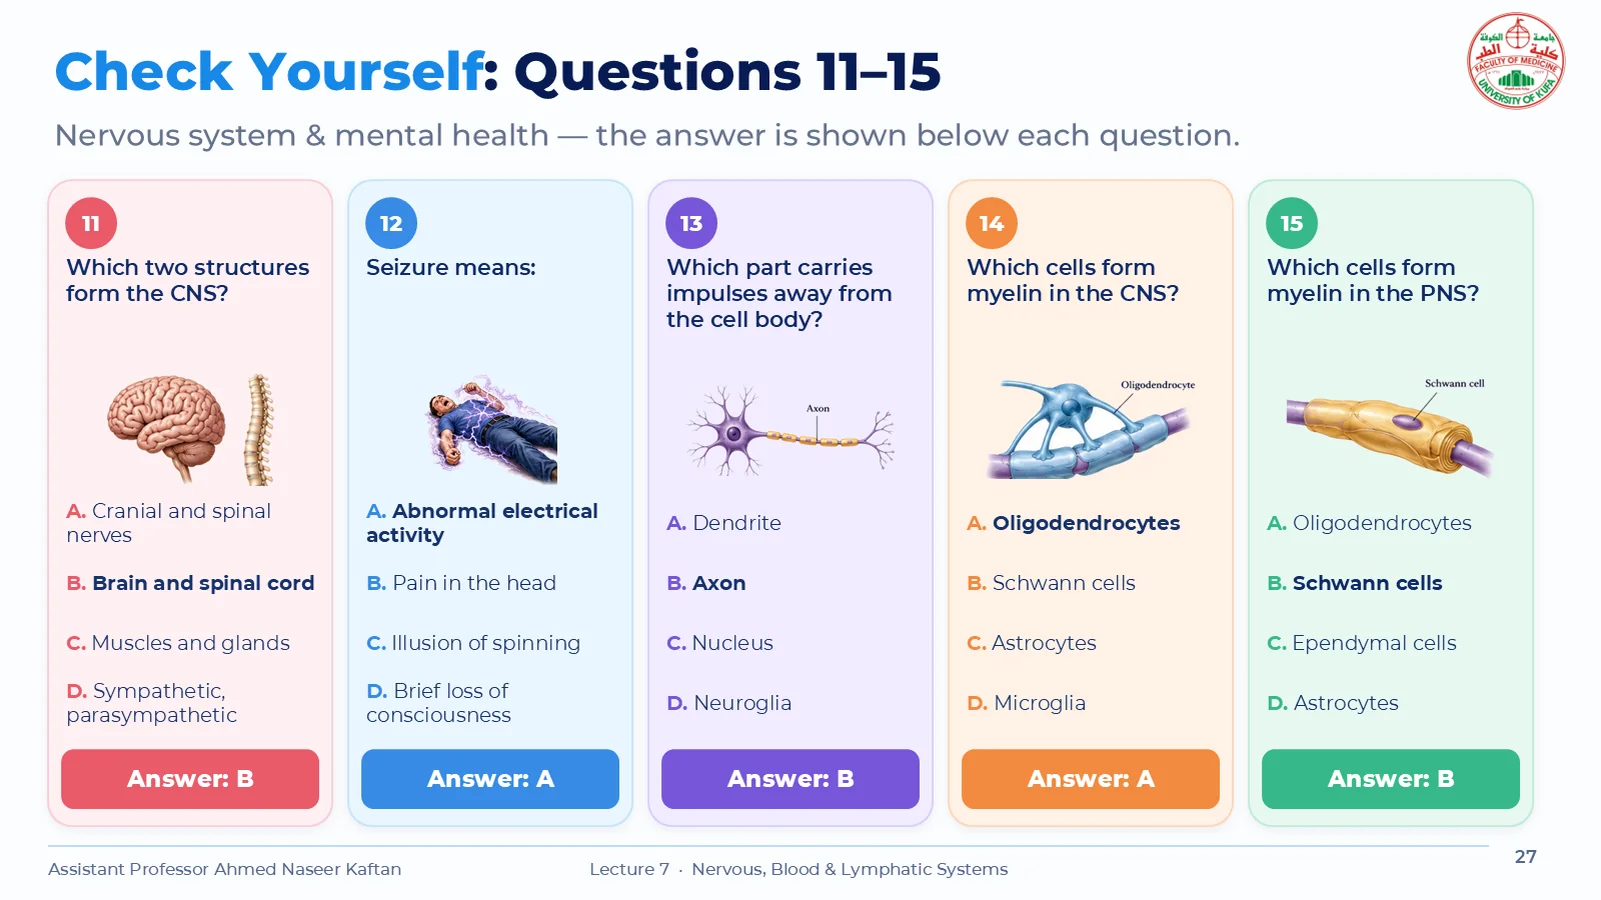 Check Yourself: Questions 11–15
Nervous system & mental health — the answer is shown below each question.
جامعة الكوفة
كلية الطب
FACULTY OF MEDICINE
UNIVERSITY OF KUFA
11
Which two structures
form the CNS?
A. Cranial and spinal
nerves
B. Brain and spinal cord
C. Muscles and glands
D. Sympathetic,
parasympathetic
Answer: B
12
Seizure means:
A. Abnormal electrical
activity
B. Pain in the head
C. Illusion of spinning
D. Brief loss of
consciousness
Answer: A
13
Which part carries
impulses away from
the cell body?
Axon
A. Dendrite
B. Axon
C. Nucleus
D. Neuroglia
Answer: B
14
Which cells form
myelin in the CNS?
Oligodendrocyte
A. Oligodendrocytes
B. Schwann cells
C. Astrocytes
D. Microglia
Answer: A
15
Which cells form
myelin in the PNS?
Schwann cell
A. Oligodendrocytes
B. Schwann cells
C. Ependymal cells
D. Astrocytes
Answer: B
Assistant Professor Ahmed Naseer Kaftan
Lecture 7 · Nervous, Blood & Lymphatic Systems
27